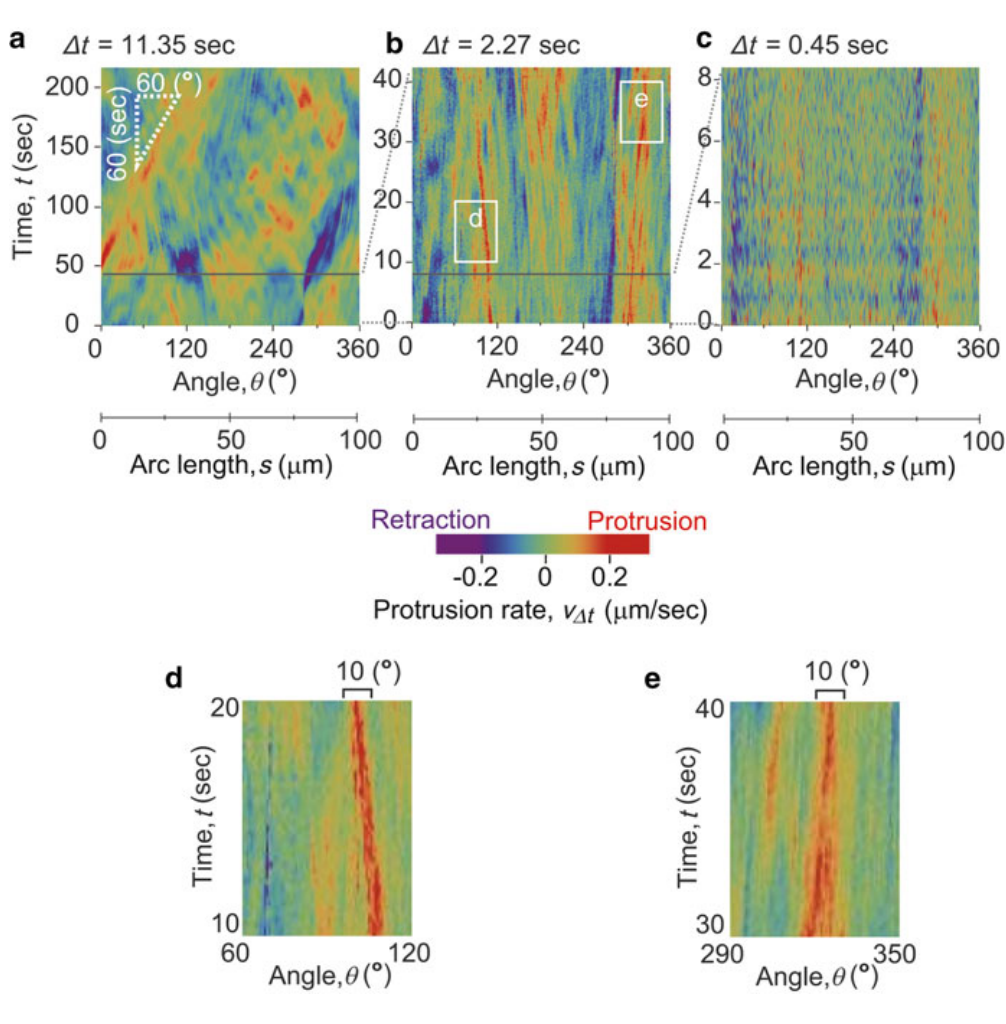 a Δt = 11.35 sec
b Δt = 2.27 sec
c Δt = 0.45 sec
Time, t (sec)
200
150
100
50
0
60 (°)
60 (sec)
0 120 240 360
Angle, θ (°)
0 50 100
Arc length, s (μm)
40
30
20
10
0
d
e
0 120 240 360
Angle, θ (°)
0 50 100
Arc length, s (μm)
8
6
4
2
0
0 120 240 360
Angle, θ (°)
0 50 100
Arc length, s (μm)
Retraction Protrusion
-0.2 0 0.2
Protrusion rate, vΔt (μm/sec)
d
10 (°)
20
Time, t (sec)
10
60 120
Angle, θ (°)
e
10 (°)
40
Time, t (sec)
30
290 350
Angle, θ (°)